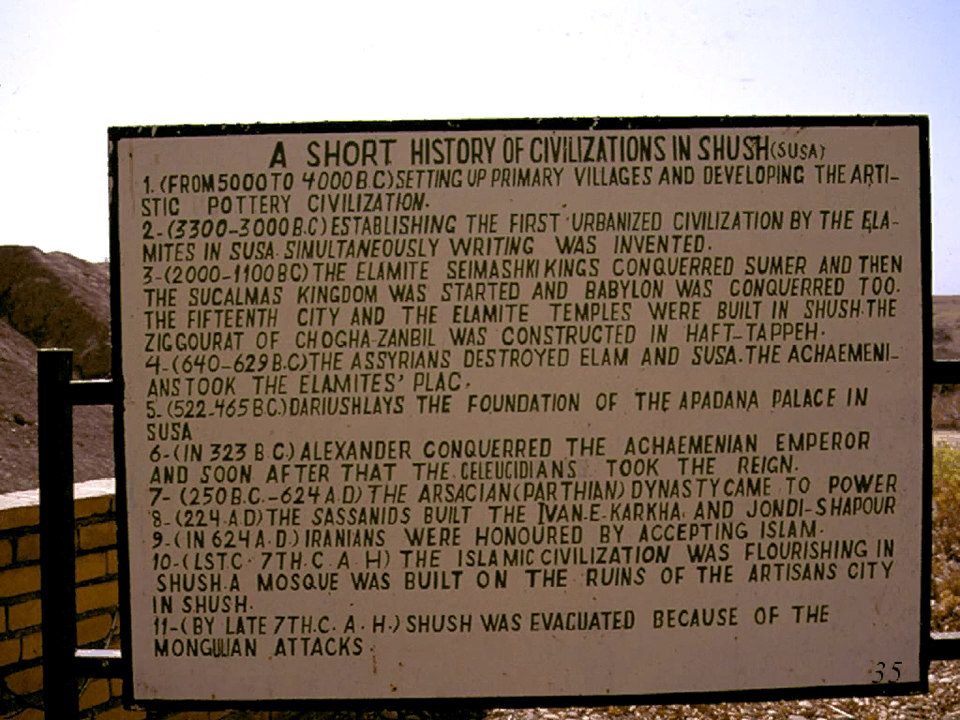 A SHORT HISTORY OF CIVILIZATIONS IN SHUSH (SUSA)
1. (FROM 5000 TO 4000 B.C) SETTING UP PRIMARY VILLAGES AND DEVELOPING THE ARTI-
STIC POTTERY CIVILIZATION.
2-(3300-3000 B.C) ESTABLISHING THE FIRST URBANIZED CIVILIZATION BY THE ELA-
MITES IN SUSA. SIMULTANEOUSLY WRITING WAS INVENTED.
3-(2000-1100 BC) THE ELAMITE SEIMASHKI KINGS CONQUERRED SUMER AND THEN
THE SUCALMAS KINGDOM WAS STARTED AND BABYLON WAS CONQUERRED TOO.
THE FIFTEENTH CITY AND THE ELAMITE TEMPLES WERE BUILT IN SHUSH. THE
ZIGGOURAT OF CHOGHA-ZANBIL WAS CONSTRUCTED IN HAFT-TAPPEH.
4-(640-629 B.C) THE ASSYRIANS DESTROYED ELAM AND SUSA. THE ACHAEMENI-
ANS TOOK THE ELAMITES' PLAC.
5-(522-465 B.C.) DARIUSH LAYS THE FOUNDATION OF THE APADANA PALACE IN
SUSA
6-(IN 323 B.C.) ALEXANDER CONQUERRED THE ACHAEMENIAN EMPEROR
AND SOON AFTER THAT THE CELEUCIDIANS TOOK THE REIGN.
7- (250 B.C.-624 A.D) THE ARSACIAN (PARTHIAN) DYNASTY CAME TO POWER
8-(224 A.D) THE SASSANIDS BUILT THE IVAN-E-KARKHA, AND JONDI-SHAPOUR
9-(IN 624 A.D.) IRANIANS WERE HONOURED BY ACCEPTING ISLAM.
10-(LST.C. 7TH.C. A. H) THE ISLAMIC CIVILIZATION WAS FLOURISHING IN
SHUSH. A MOSQUE WAS BUILT ON THE RUINS OF THE ARTISANS CITY
IN SHUSH.
11-(BY LATE 7TH.C. A. H.) SHUSH WAS EVACUATED BECAUSE OF THE
MONGULIAN ATTACKS.
35